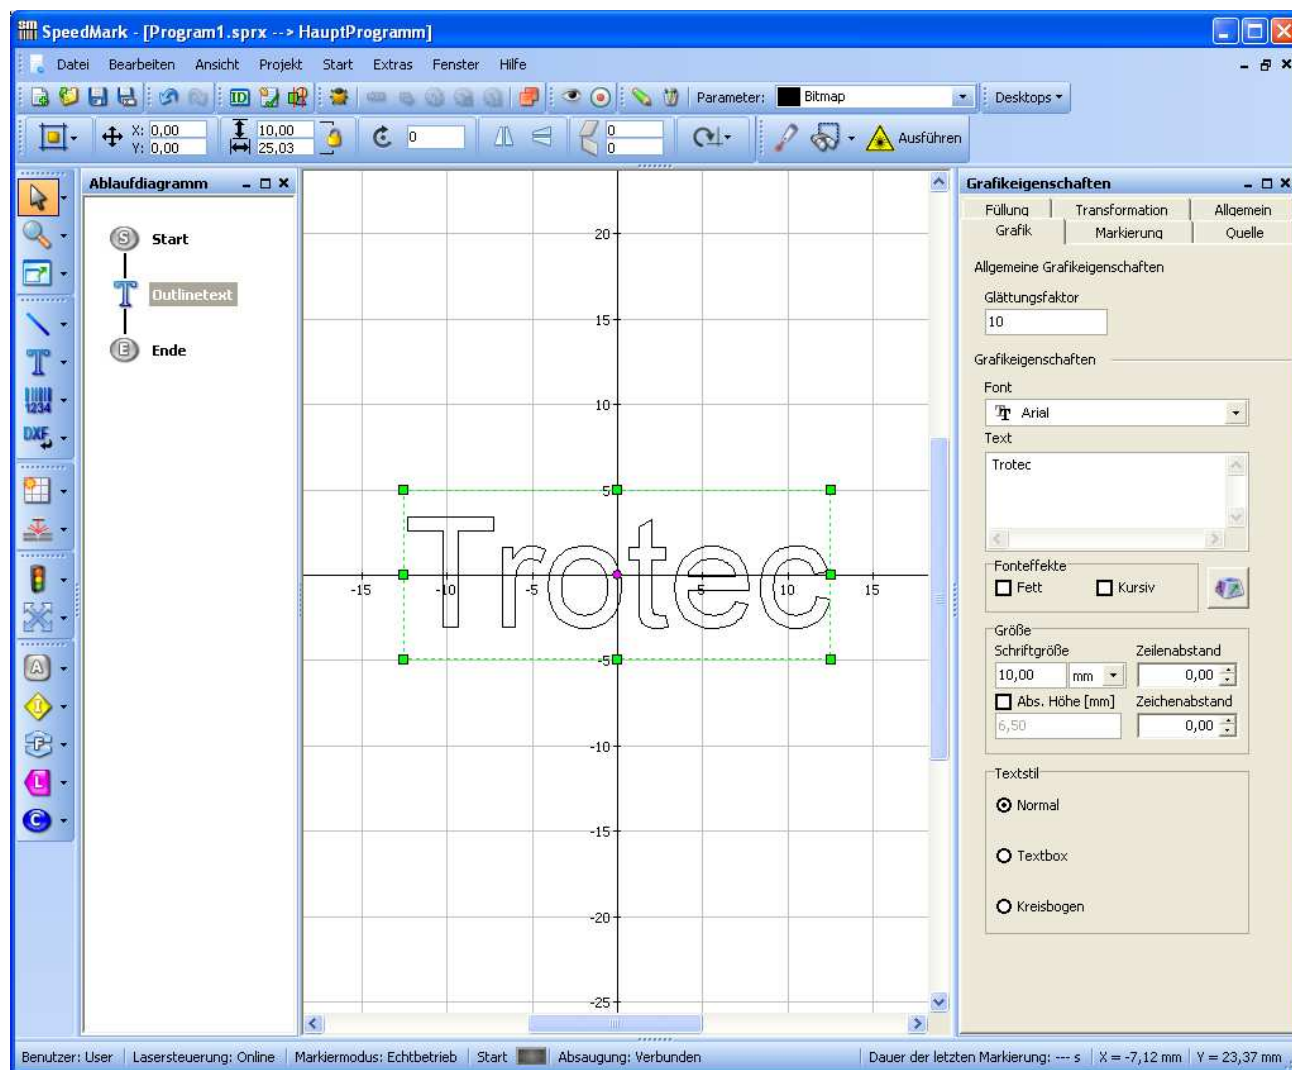 SpeedMark - [Program1.sprx --> HauptProgramm]
Datei Bearbeiten Ansicht Projekt Start Extras Fenster Hilfe
ID Parameter: Bitmap Desktops
X: 0,00 10,00 0 0 Ausführen
Y: 0,00 25,03 0
Ablaufdiagramm
S Start
Outlinetext
E Ende
1234
DXF
A
I
P
L
C
20
15
10
5
-5
-10
-15
-20
-25
-15 -10 -5 5 10 15
Trotec
Grafikeigenschaften
Füllung Transformation Allgemein
Grafik Markierung Quelle
Allgemeine Grafikeigenschaften
Glättungsfaktor
10
Grafikeigenschaften
Font
Arial
Text
Trotec
Fonteffekte
Fett Kursiv
Größe
Schriftgröße Zeilenabstand
10,00 mm 0,00
Abs. Höhe [mm] Zeichenabstand
6,50 0,00
Textstil
Normal
Textbox
Kreisbogen
Benutzer: User Lasersteuerung: Online Markiermodus: Echtbetrieb Start Absaugung: Verbunden Dauer der letzten Markierung: --- s X = -7,12 mm Y = 23,37 mm